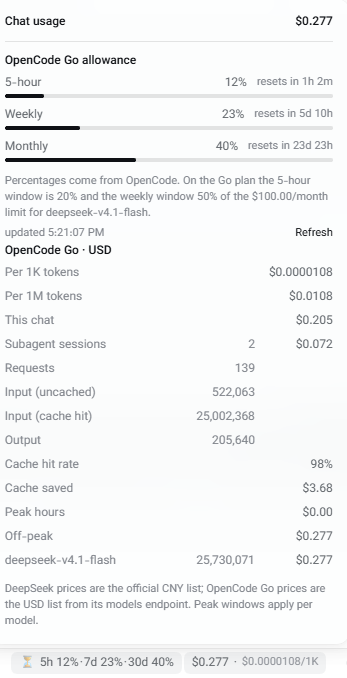 Chat usage $0.277
OpenCode Go allowance
5-hour 12% resets in 1h 2m
Weekly 23% resets in 5d 10h
Monthly 40% resets in 23d 23h
Percentages come from OpenCode. On the Go plan the 5-hour
window is 20% and the weekly window 50% of the $100.00/month
limit for deepseek-v4.1-flash.
updated 5:21:07 PM Refresh
OpenCode Go · USD
Per 1K tokens $0.0000108
Per 1M tokens $0.0108
This chat $0.205
Subagent sessions 2 $0.072
Requests 139
Input (uncached) 522,063
Input (cache hit) 25,002,368
Output 205,640
Cache hit rate 98%
Cache saved $3.68
Peak hours $0.00
Off-peak $0.277
deepseek-v4.1-flash 25,730,071 $0.277
DeepSeek prices are the official CNY list; OpenCode Go prices are
the USD list from its models endpoint. Peak windows apply per
model.
⏳ 5h 12%·7d 23%·30d 40% $0.277 · $0.0000108/1K